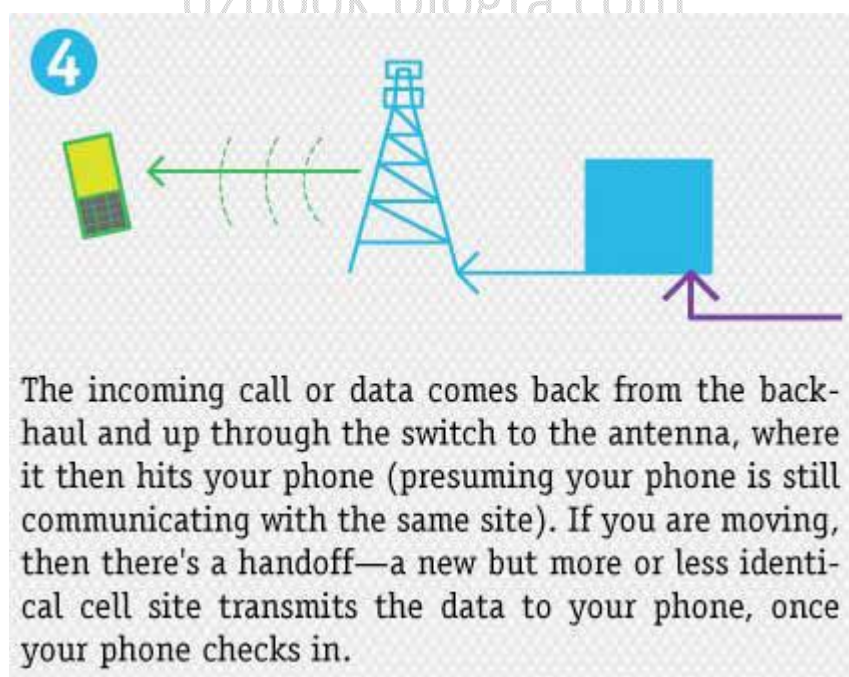 4
The incoming call or data comes back from the back-
haul and up through the switch to the antenna, where
it then hits your phone (presuming your phone is still
communicating with the same site). If you are moving,
then there's a handoff—a new but more or less identi-
cal cell site transmits the data to your phone, once
your phone checks in.